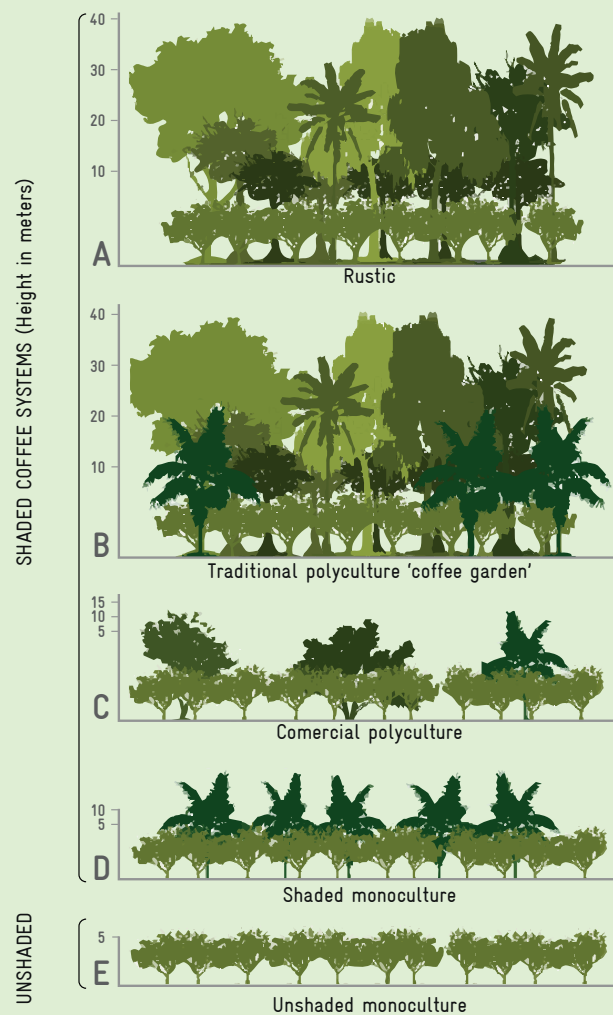 SHADED COFFEE SYSTEMS (Height in meters)
40
30
20
10
A
Rustic
40
30
20
10
B
Traditional polyculture 'coffee garden'
15
10
5
C
Comercial polyculture
10
5
D
Shaded monoculture
UNSHADED
5
E
Unshaded monoculture